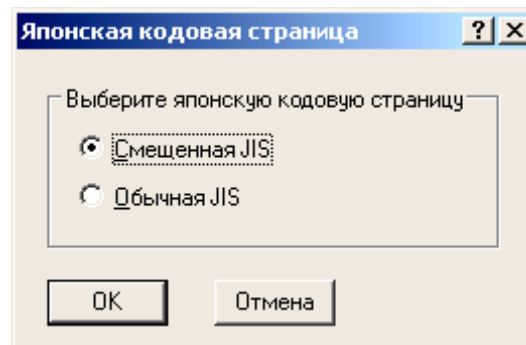 Японская кодовая страница
Выберите японскую кодовую страницу
Смещенная JIS
Обычная JIS
OK
Отмена